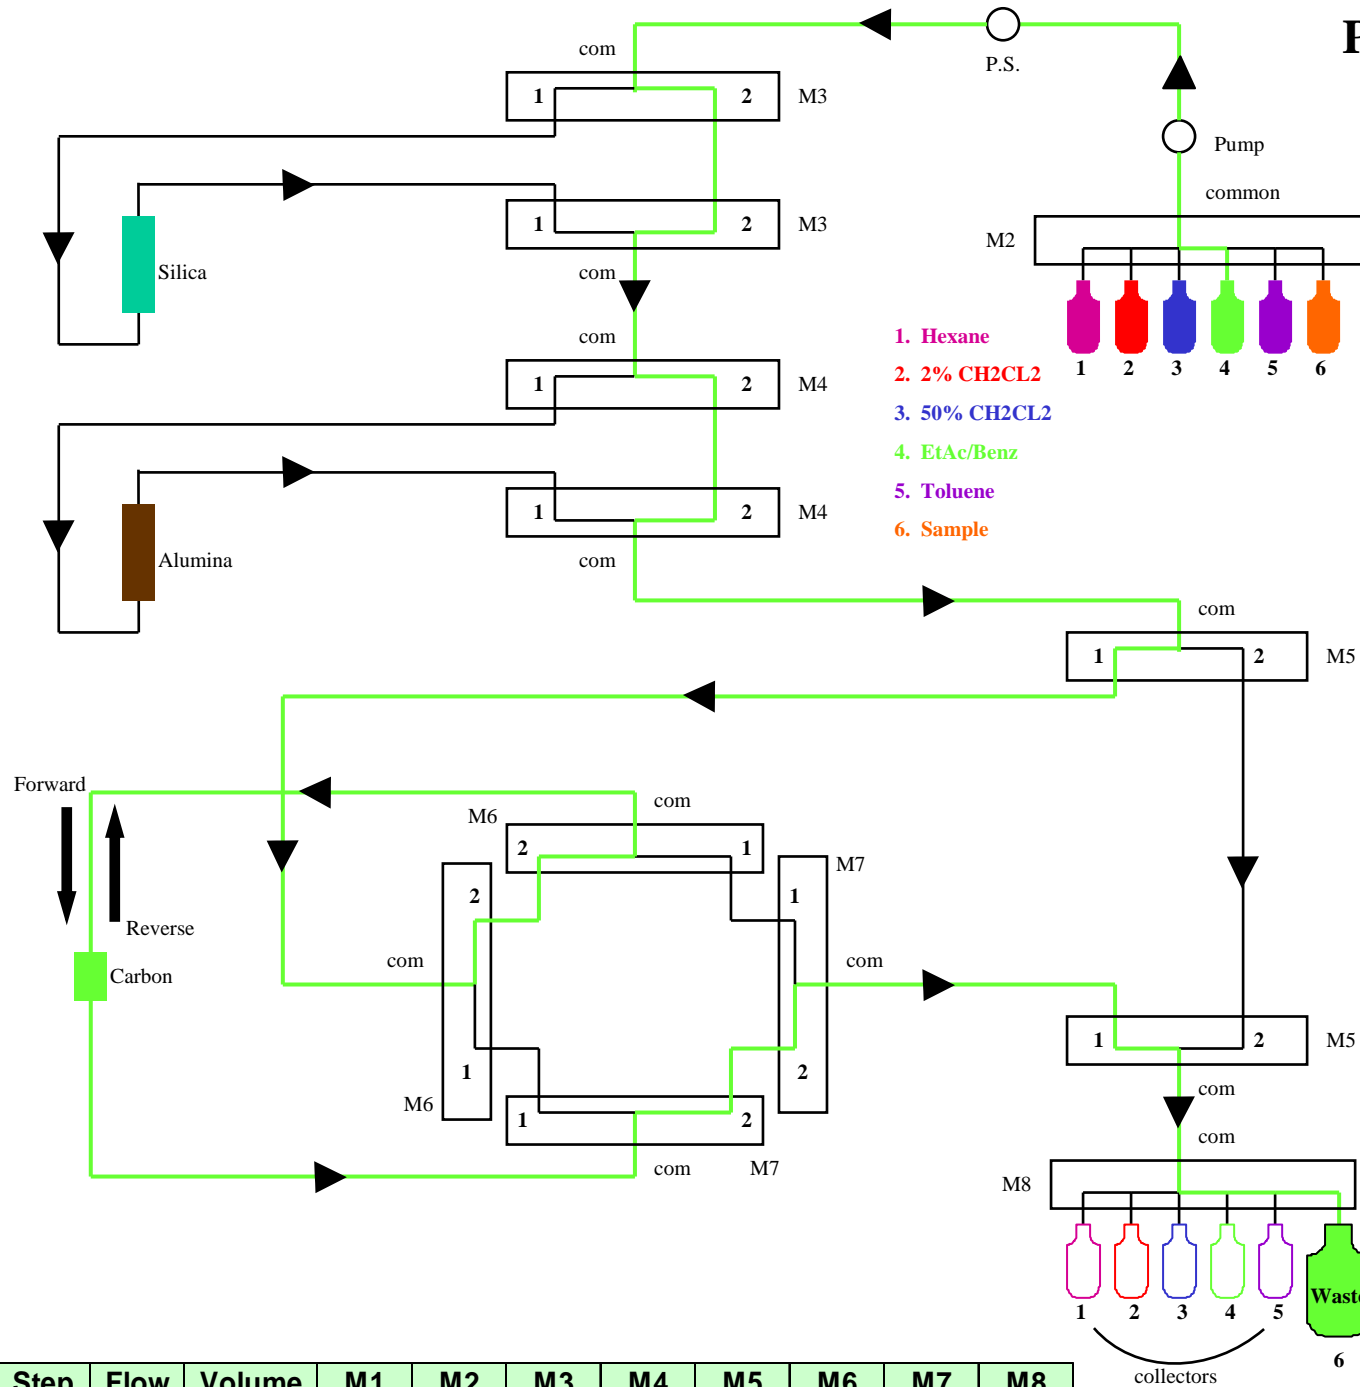 P
com
P.S.
1 2 M3
Pump
common
1 2 M3
M2
Silica
com
com
1. Hexane
1 2 3 4 5 6
2. 2% CH2CL2
1 2 M4
3. 50% CH2CL2
4. EtAc/Benz
5. Toluene
1 2 M4
6. Sample
Alumina
com
com
1 2 M5
Forward
com
M6
2 1
M7
2
1
Reverse
com
com
Carbon
1 2 M5
1
2
com
M6
1 2
com
com
M7
M8
Waste
1 2 3 4 5
6
collectors
Step Flow Volume M1 M2 M3 M4 M5 M6 M7 M8